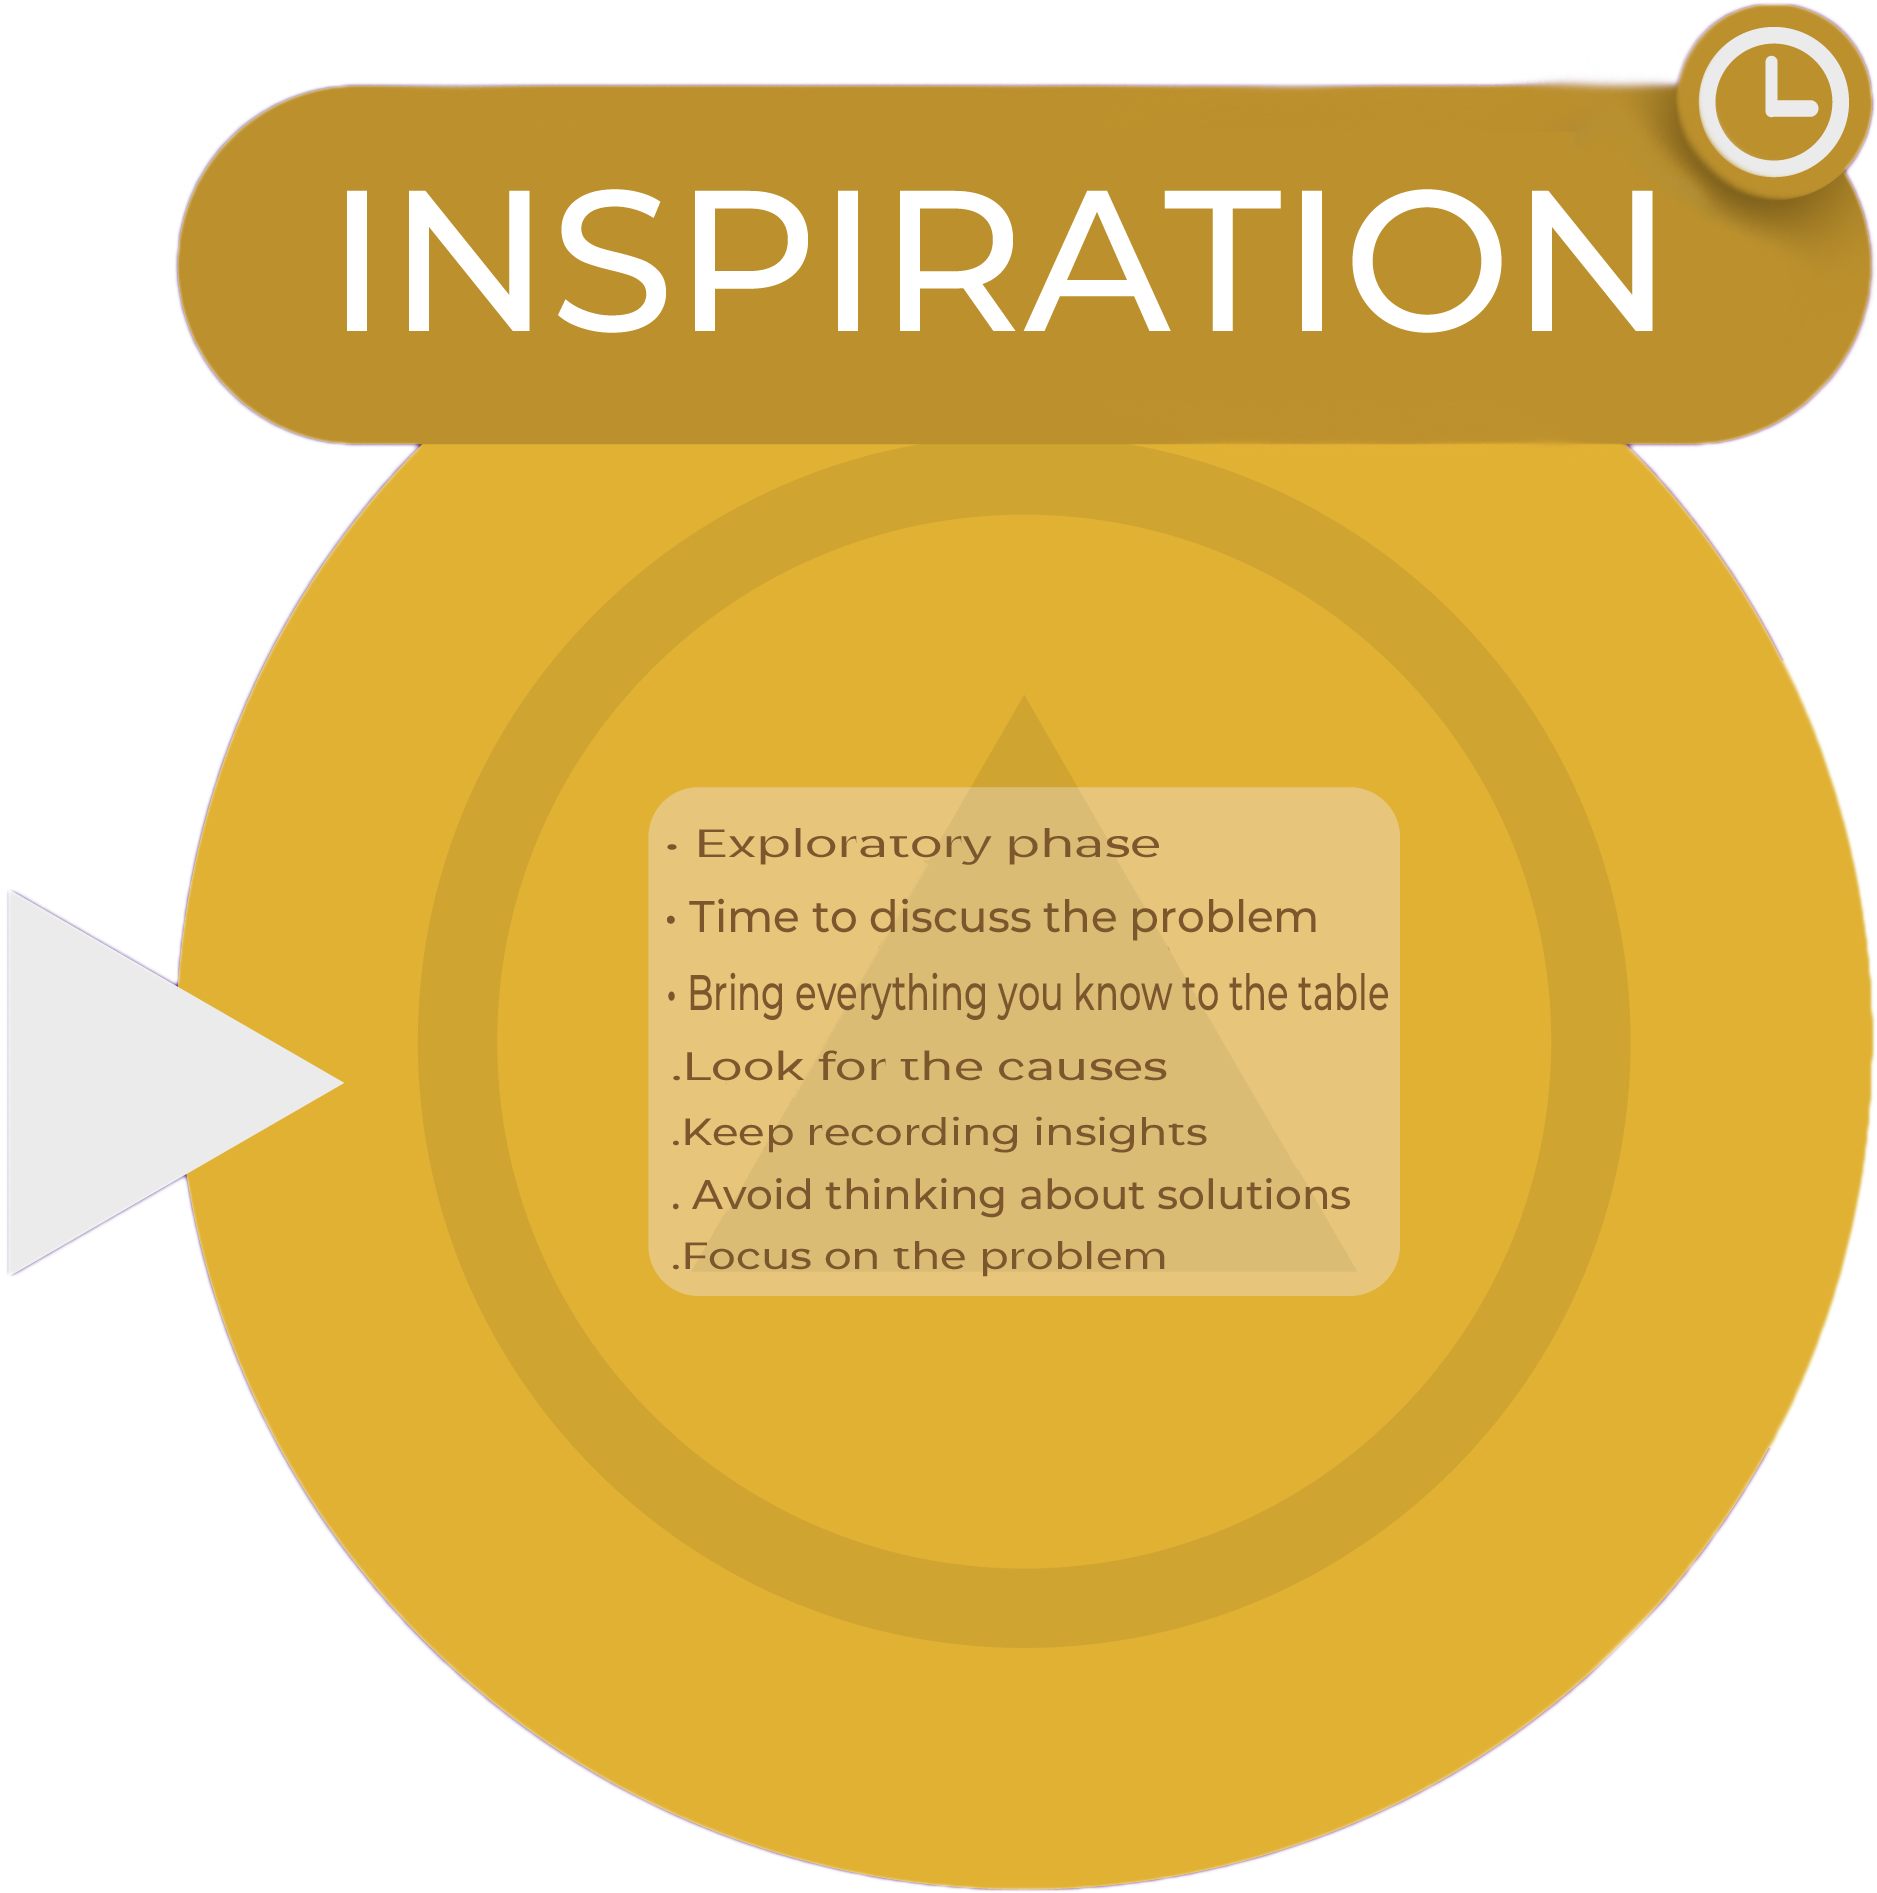 INSPIRATION
• Exploratory phase
• Time to discuss the problem
• Bring everything you know to the table
.Look for the causes
.Keep recording insights
. Avoid thinking about solutions
.Focus on the problem